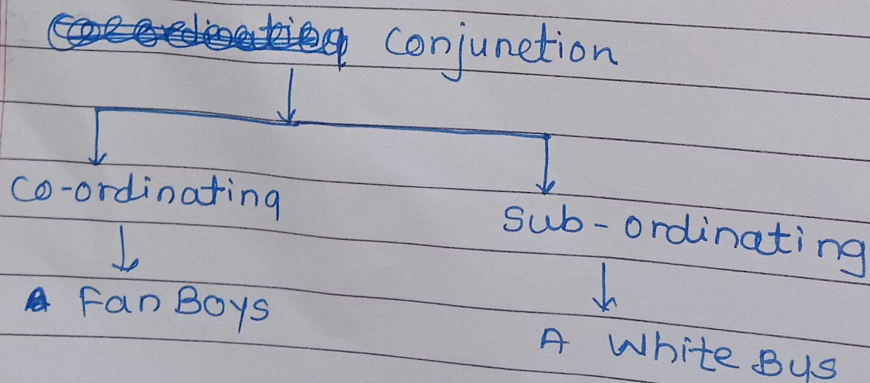 Conjunction
Co-ordinating
Sub-ordinating
Fan Boys
A White Bus